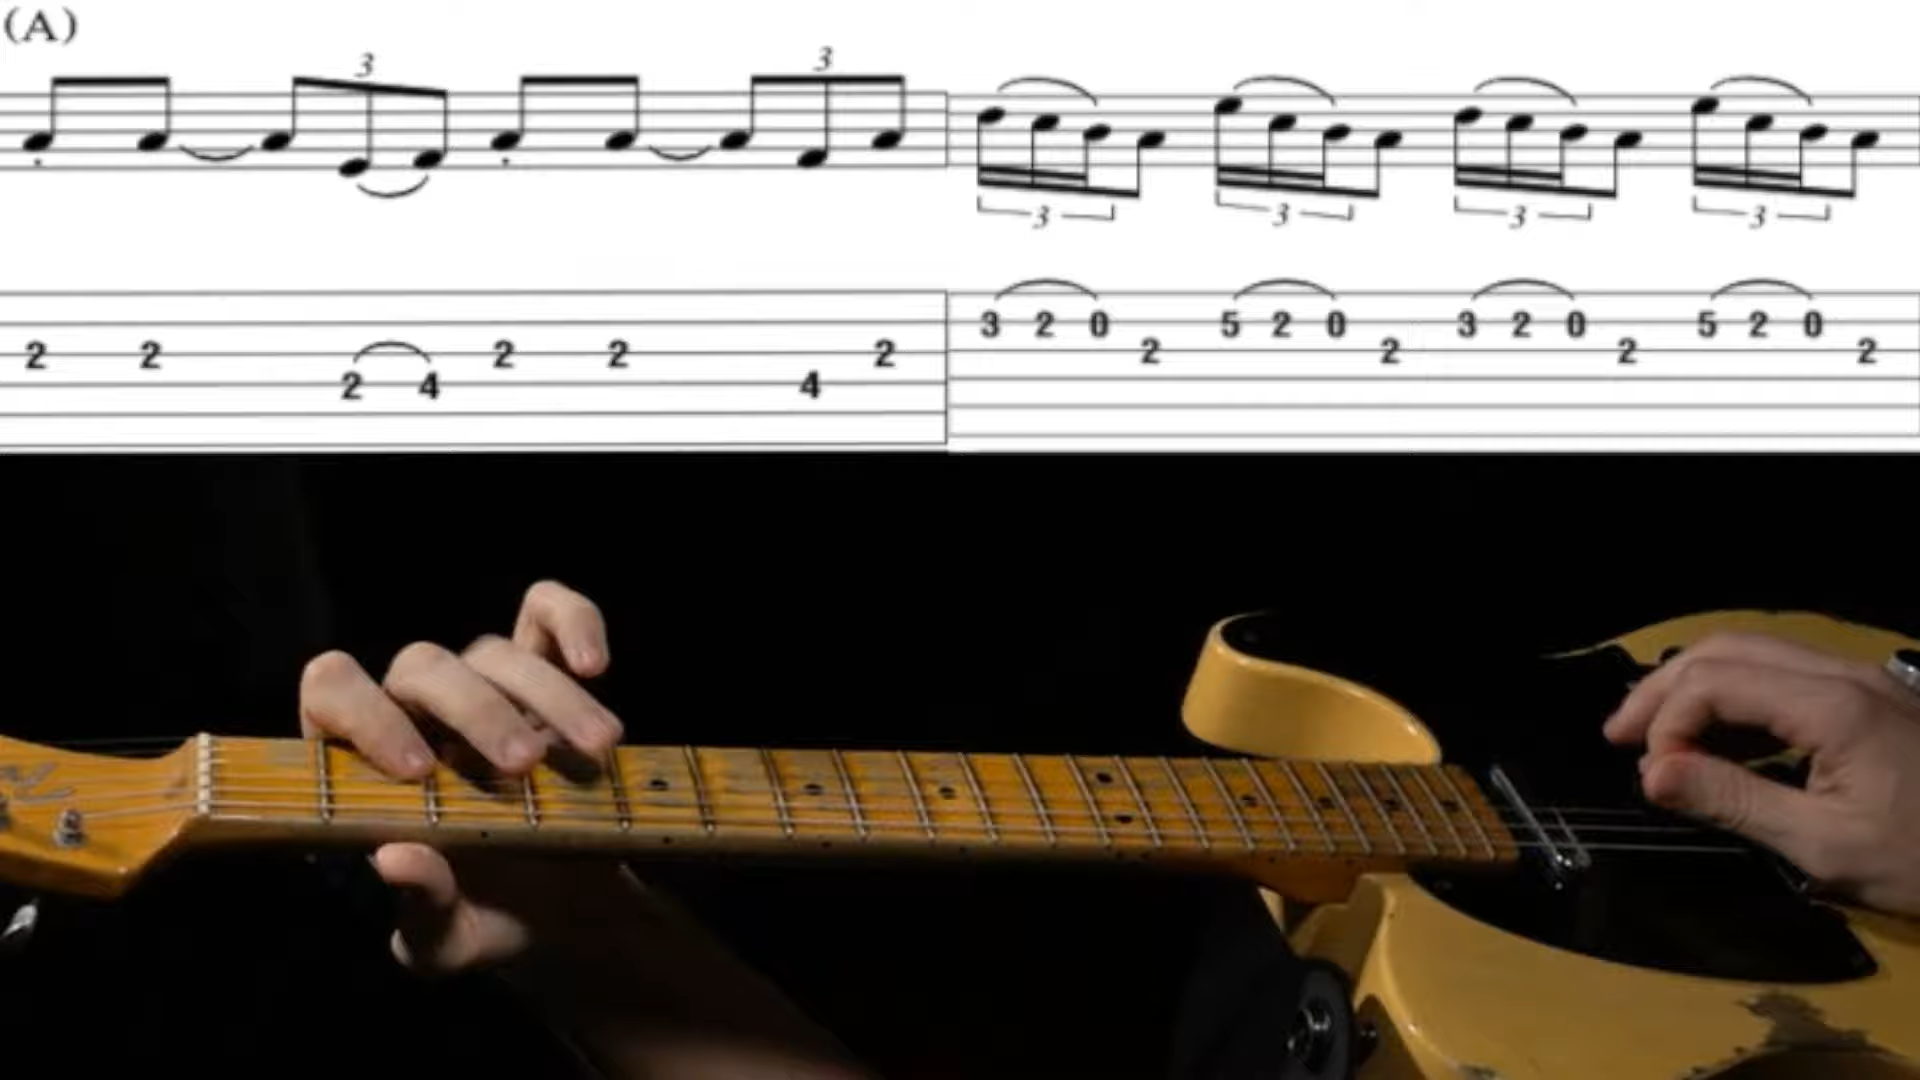 (A)
3 3
3 3 3 3
3 2 0 5 2 0 3 2 0 5 2 0
2 2 2 2 2 2 2 2 2
2 4 4